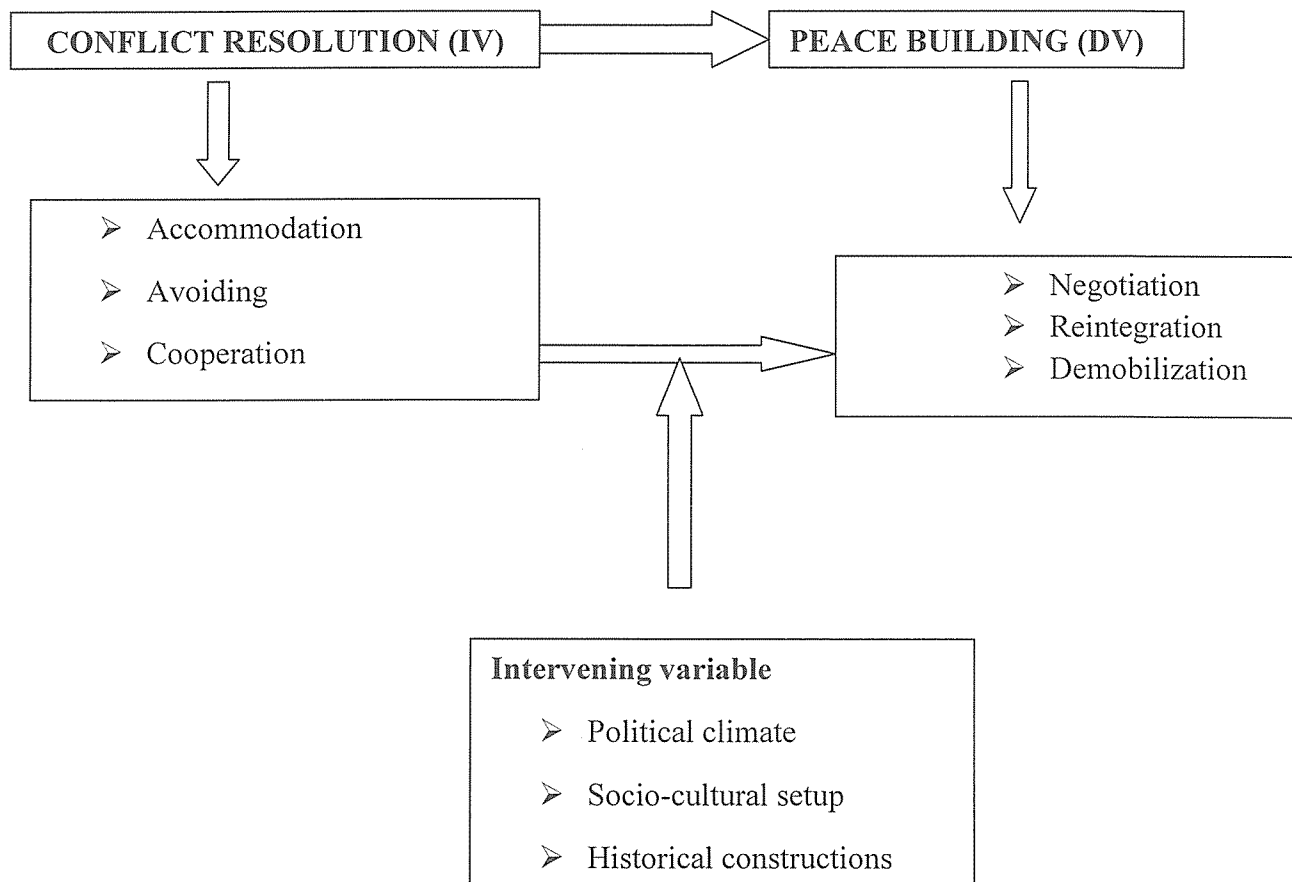 CONFLICT RESOLUTION (IV)
PEACE BUILDING (DV)
Accommodation
Avoiding
Cooperation
Negotiation
Reintegration
Demobilization
Intervening variable
Political climate
Socio-cultural setup
Historical constructions